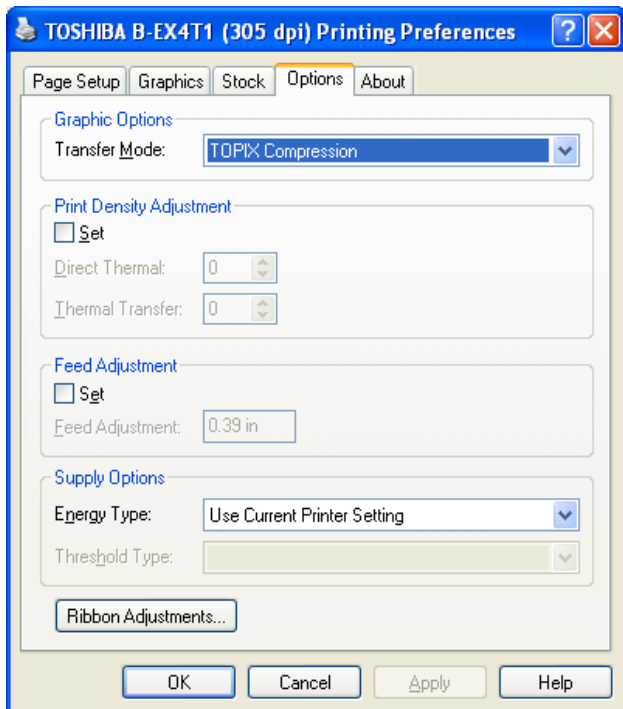 TOSHIBA B-EX4T1 (305 dpi) Printing Preferences
Page Setup Graphics Stock Options About
Graphic Options
Transfer Mode: TOPIX Compression
Print Density Adjustment
Set
Direct Thermal: 0
Thermal Transfer: 0
Feed Adjustment
Set
Feed Adjustment: 0.39 in
Supply Options
Energy Type: Use Current Printer Setting
Threshold Type:
Ribbon Adjustments...
OK Cancel Apply Help